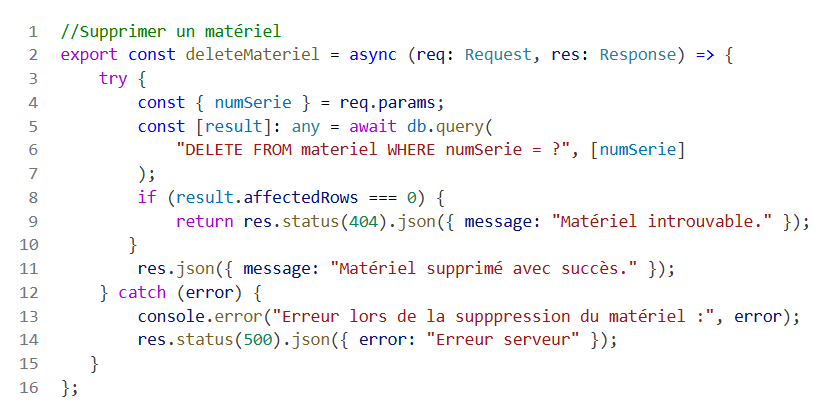 1 //Supprimer un matériel
2 export const deleteMateriel = async (req: Request, res: Response) => {
3     try {
4         const { numSerie } = req.params;
5         const [result]: any = await db.query(
6             "DELETE FROM materiel WHERE numSerie = ?", [numSerie]
7         );
8         if (result.affectedRows === 0) {
9             return res.status(404).json({ message: "Matériel introuvable." });
10        }
11        res.json({ message: "Matériel supprimé avec succès." });
12    } catch (error) {
13        console.error("Erreur lors de la supppression du matériel :", error);
14        res.status(500).json({ error: "Erreur serveur" });
15    }
16 };